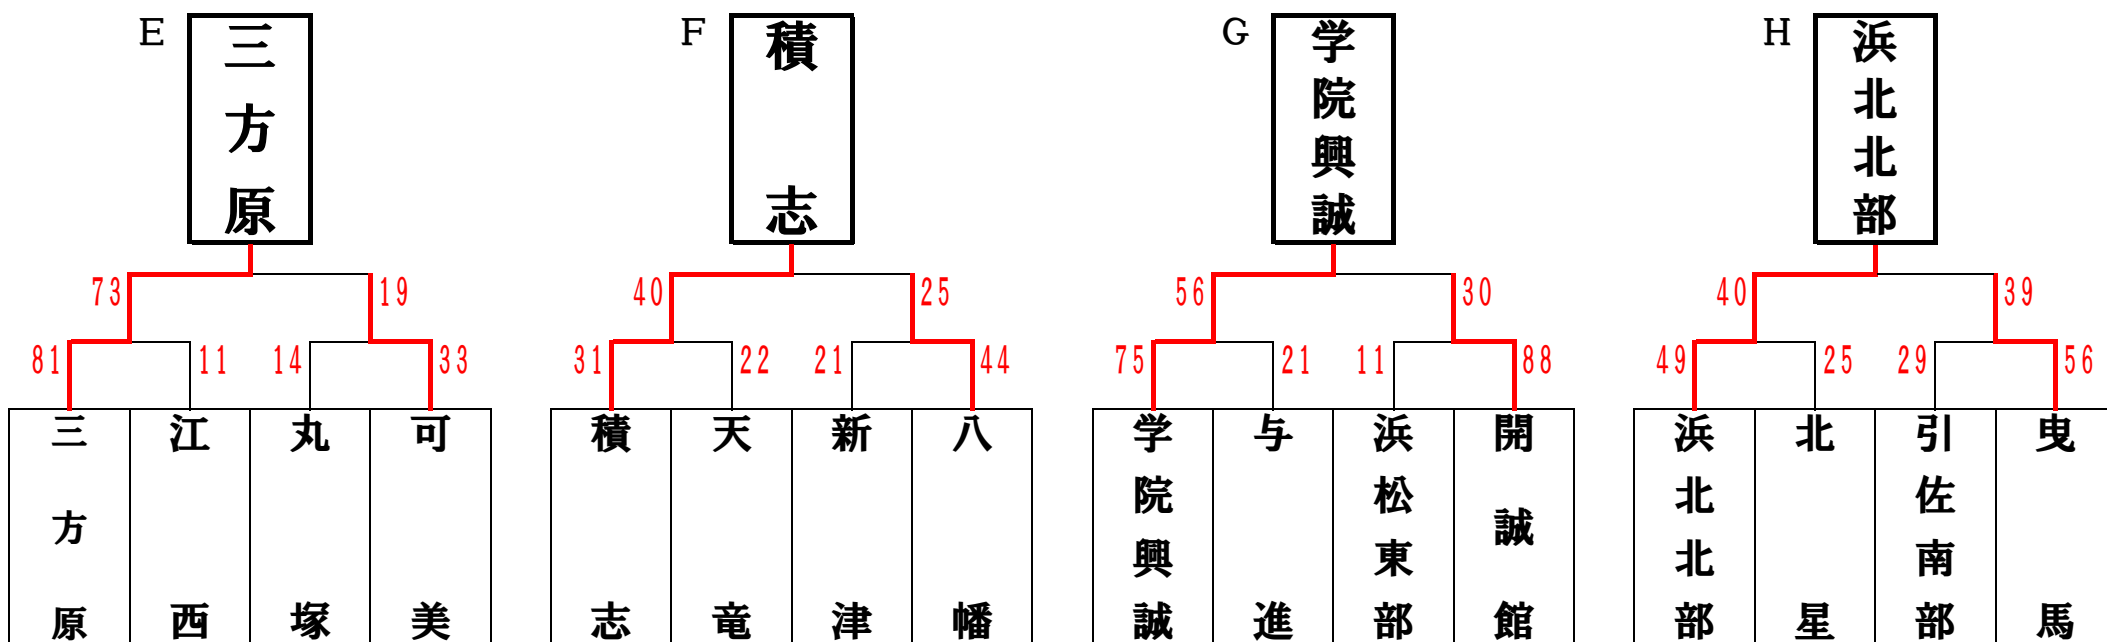 E
三方原
73 19
81 11 14 33
三方原
江西
丸塚
可美
F
積志
40 25
31 22 21 44
積志
天竜
新津
八幡
G
学院興誠
56 30
75 21 11 88
学院興誠
与進
浜松東部
開誠館
H
浜北北部
40 39
49 25 29 56
浜北北部
北星
引佐南部
曳馬